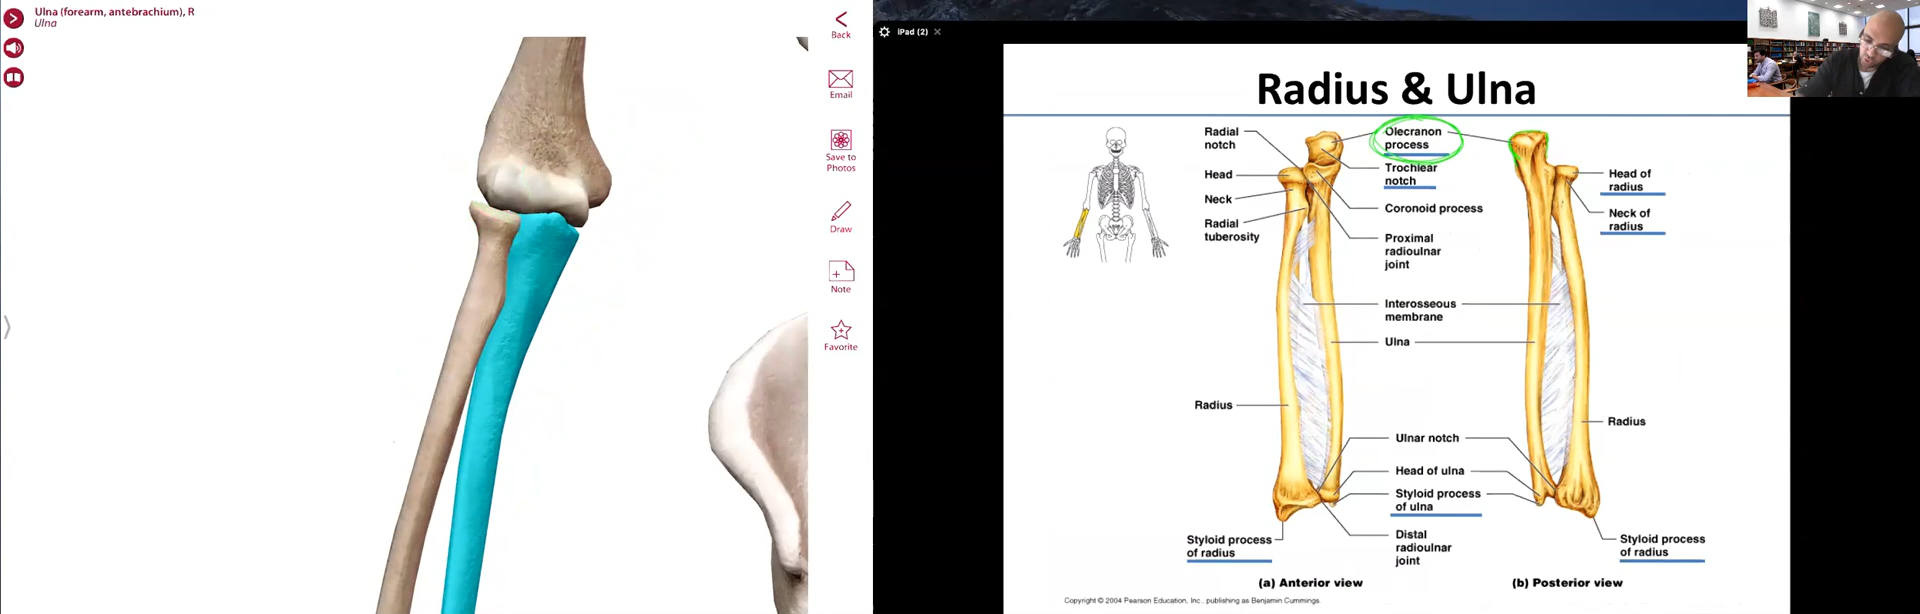 Ulna (forearm, antebrachium), R
Ulna
Back
Email
Save to
Photos
Draw
Note
Favorite
iPad (2)
Radius & Ulna
Radial
notch
Head
Neck
Radial
tuberosity
Radius
Styloid process
of radius
Olecranon
process
Trochlear
notch
Coronoid process
Proximal
radioulnar
joint
Interosseous
membrane
Ulna
Ulnar notch
Head of ulna
Styloid process
of ulna
Distal
radioulnar
joint
Head of
radius
Neck of
radius
Radius
Styloid process
of radius
(a) Anterior view
(b) Posterior view
Copyright © 2004 Pearson Education, Inc., publishing as Benjamin Cummings.